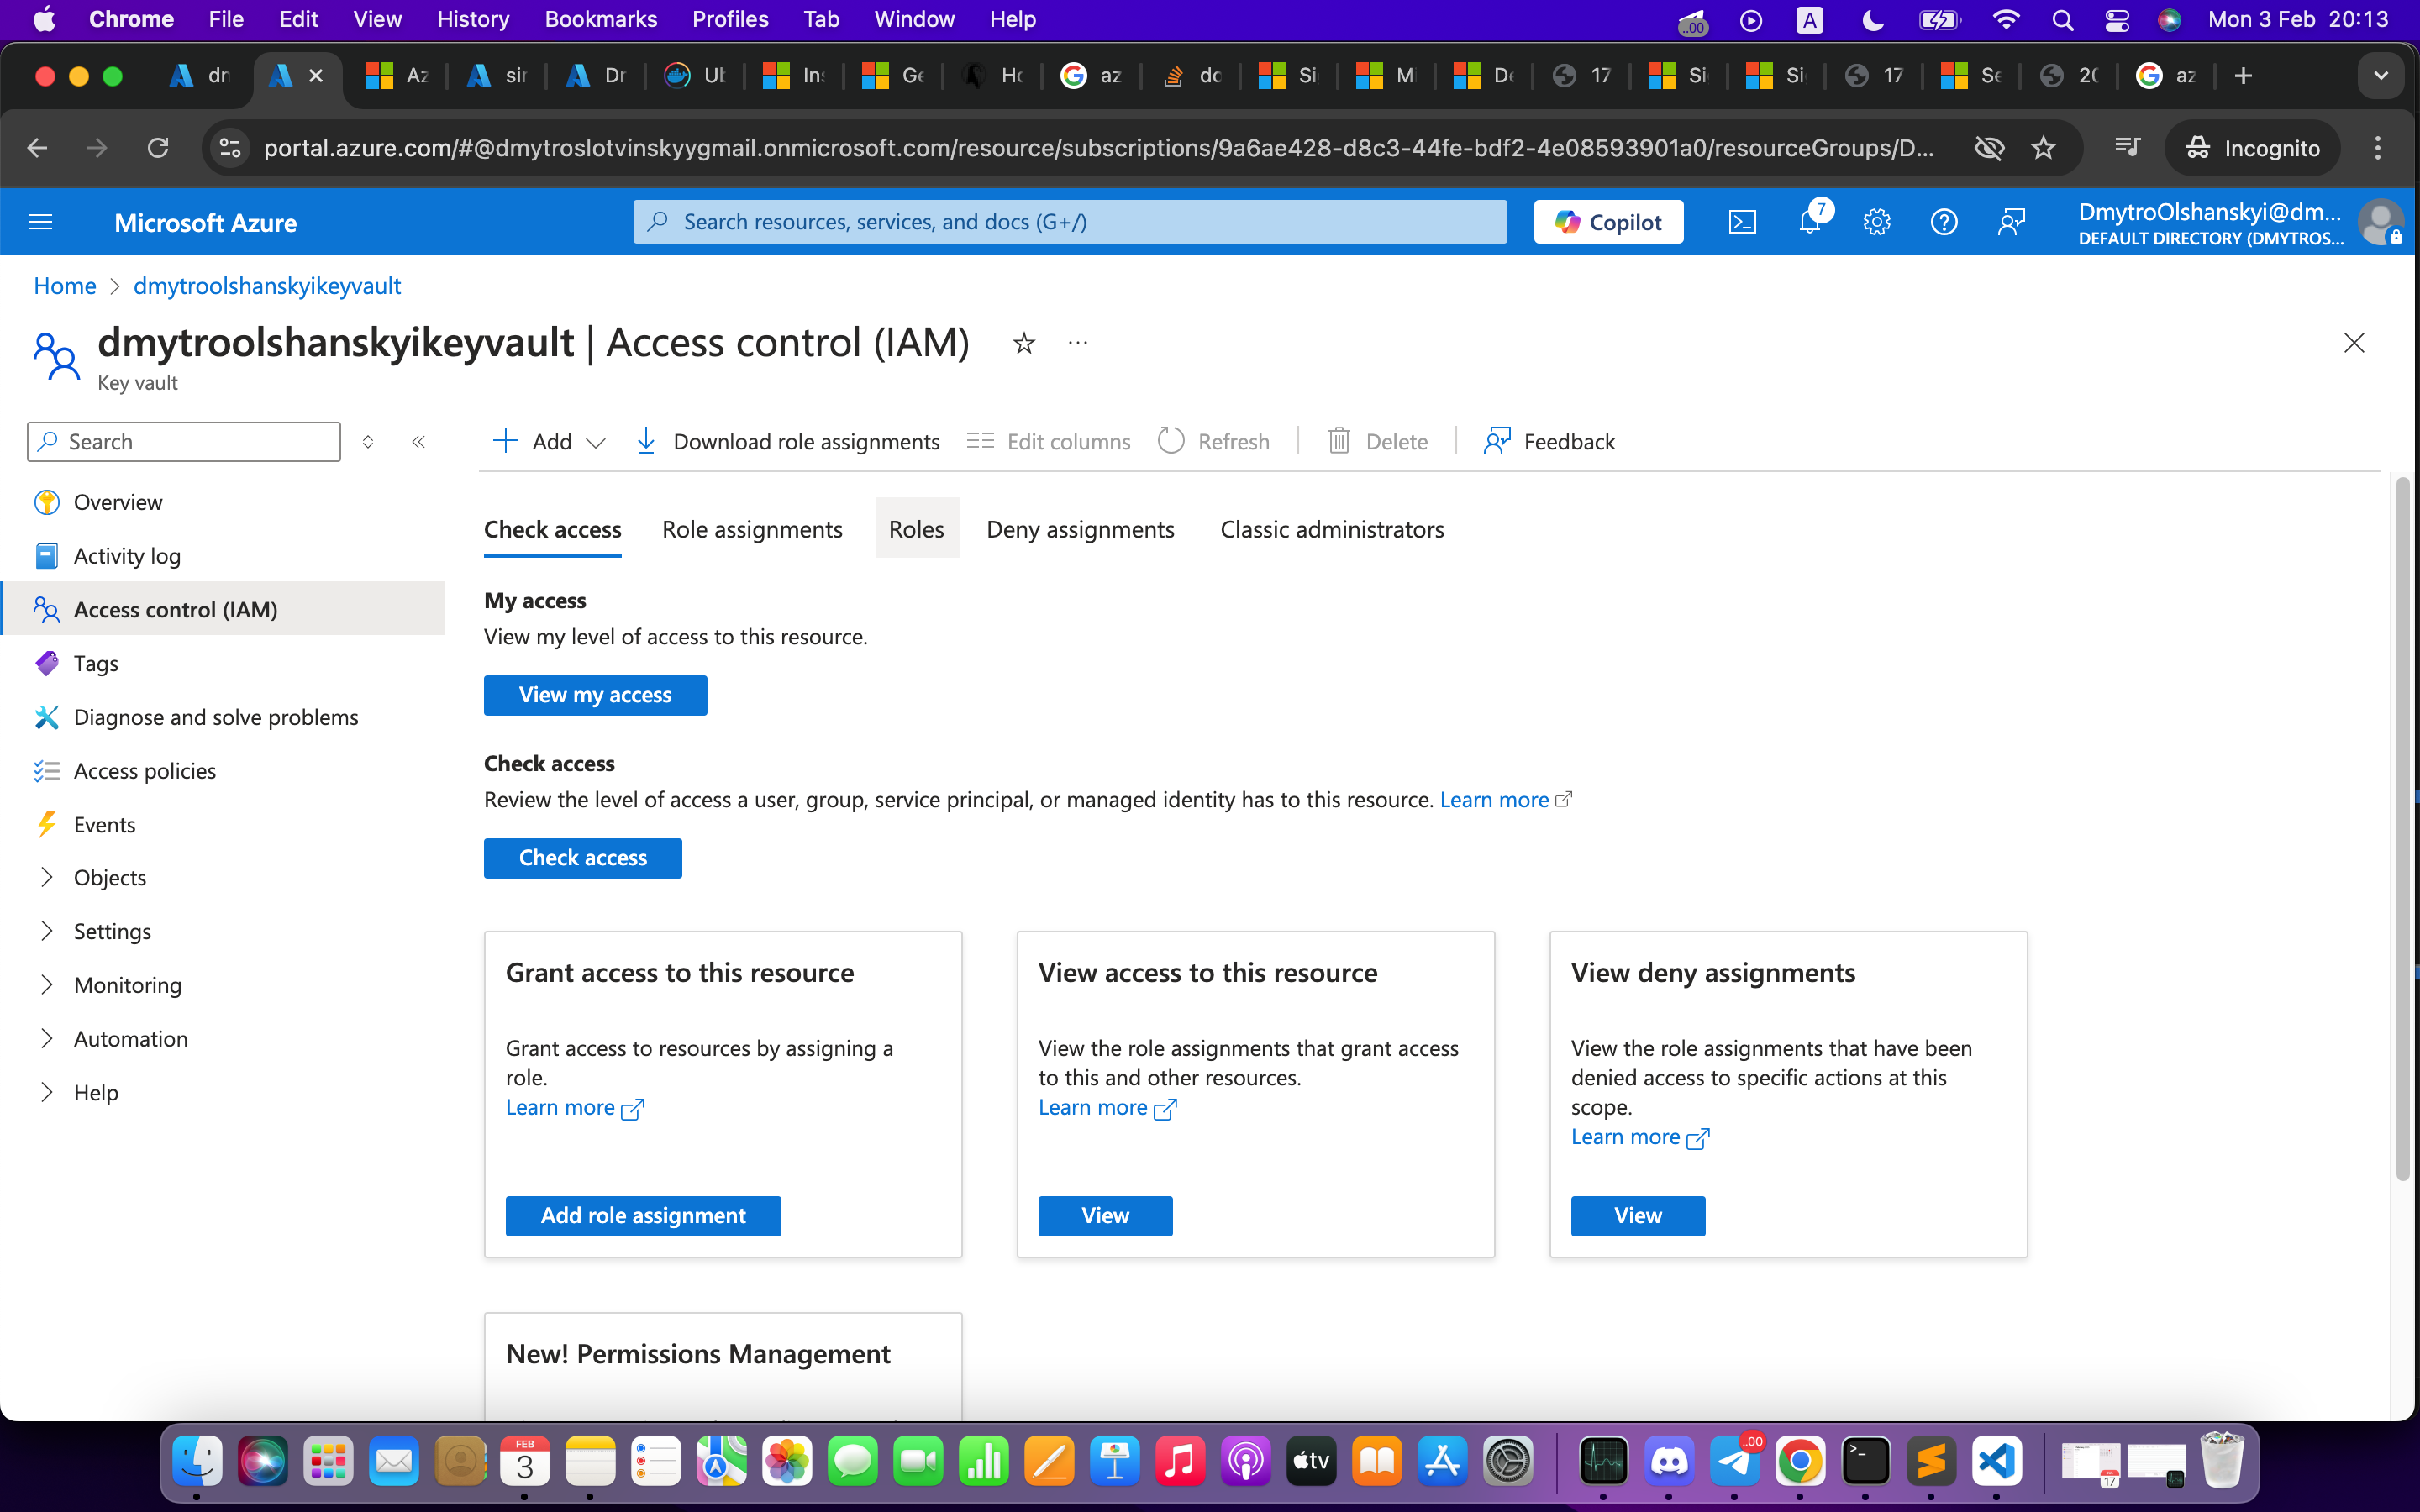 Chrome File Edit View History Bookmarks Profiles Tab Window Help
..00 A Mon 3 Feb 20:13
dn Az sin Dr Ub Ins Ge Ho az do Si Mi De 17 Si Si 17 Se 20 az
portal.azure.com/#@dmytroslotvinskyygmail.onmicrosoft.com/resource/subscriptions/9a6ae428-d8c3-44fe-bdf2-4e08593901a0/resourceGroups/D...
Incognito
Microsoft Azure
Search resources, services, and docs (G+/)
Copilot
7
DmytroOlshanskyi@dm...
DEFAULT DIRECTORY (DMYTROS...
Home > dmytroolshanskyikeyvault
dmytroolshanskyikeyvault | Access control (IAM)
Key vault
Search
Add
Download role assignments
Edit columns
Refresh
Delete
Feedback
Overview
Activity log
Access control (IAM)
Tags
Diagnose and solve problems
Access policies
Events
Objects
Settings
Monitoring
Automation
Help
Check access Role assignments Roles Deny assignments Classic administrators
My access
View my level of access to this resource.
View my access
Check access
Review the level of access a user, group, service principal, or managed identity has to this resource. Learn more
Check access
Grant access to this resource
Grant access to resources by assigning a
role.
Learn more
Add role assignment
View access to this resource
View the role assignments that grant access
to this and other resources.
Learn more
View
View deny assignments
View the role assignments that have been
denied access to specific actions at this
scope.
Learn more
View
New! Permissions Management
FEB
3
tv
..00
17